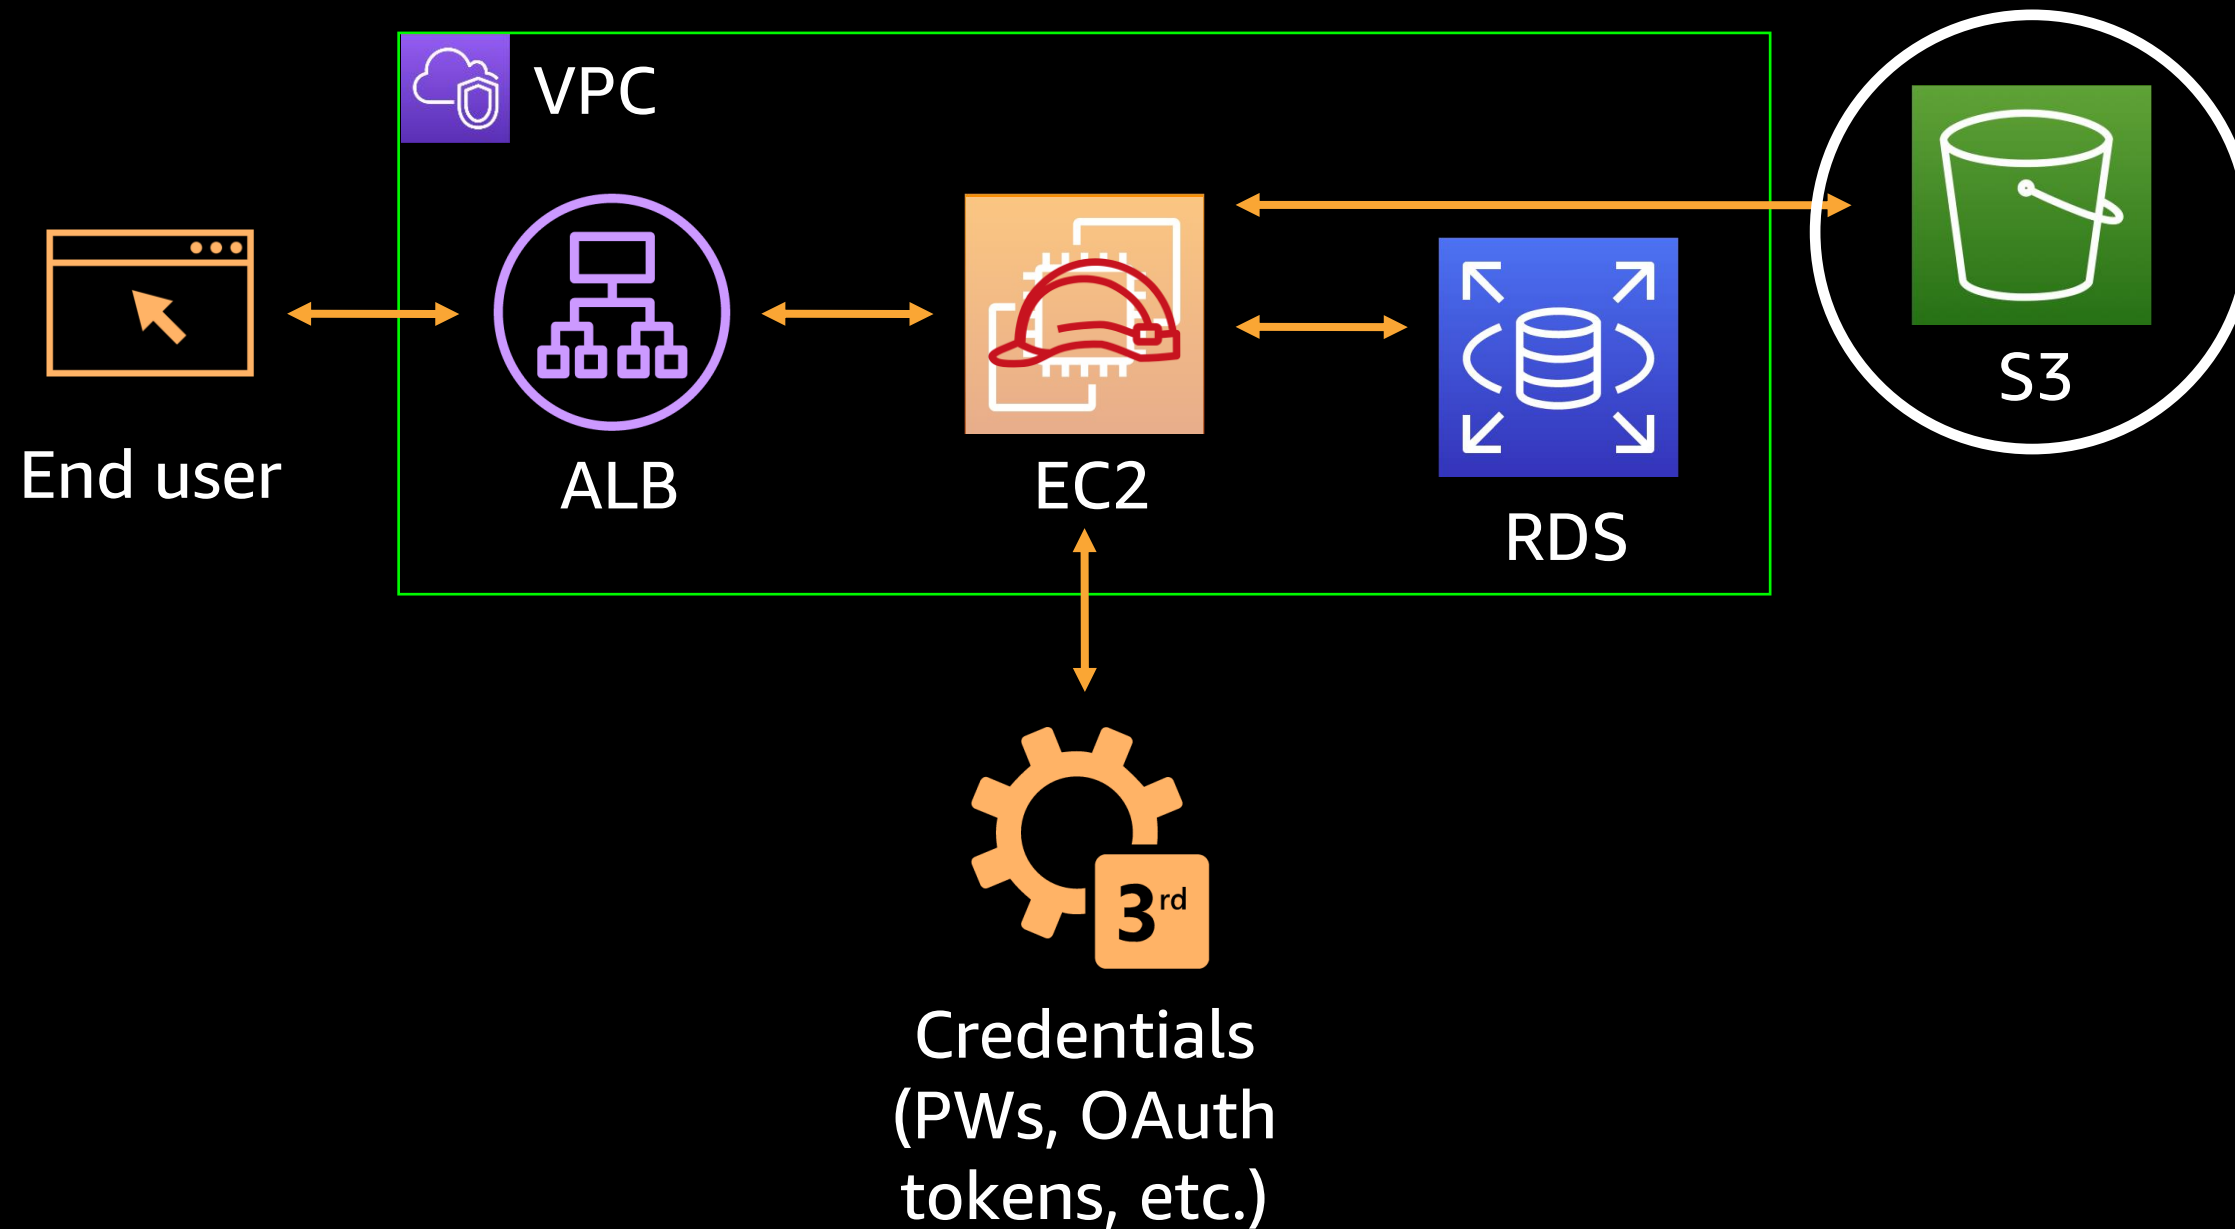 VPC
S3
End user
ALB
EC2
RDS
3rd
Credentials
(PWs, OAuth
tokens, etc.)